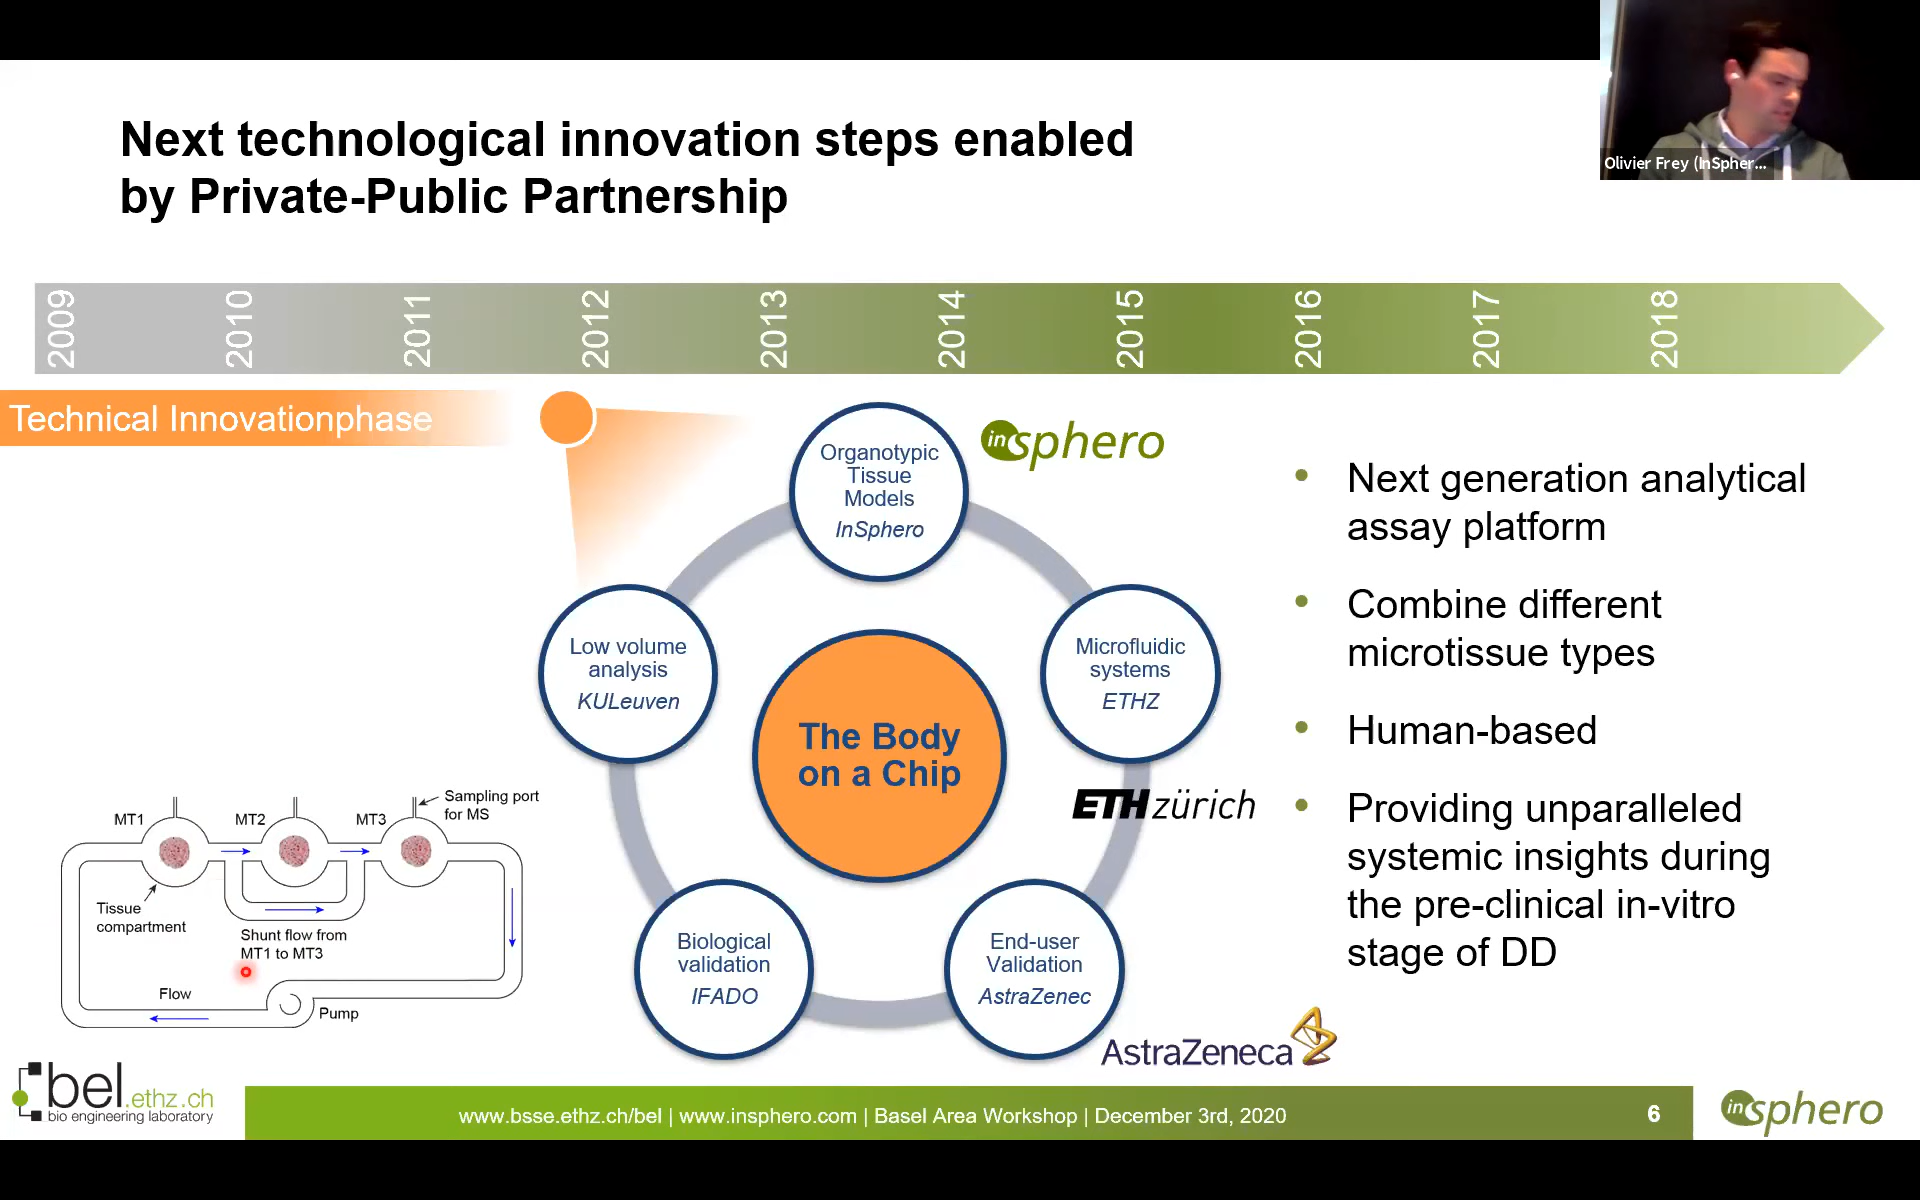 Olivier Frey (InSpher...
Next technological innovation steps enabled
by Private-Public Partnership
2009
2010
2011
2012
2013
2014
2015
2016
2017
2018
Technical Innovationphase
Organotypic
Tissue
Models
InSphero
insphero
Low volume
analysis
KULeuven
Microfluidic
systems
ETHZ
The Body
on a Chip
ETH zürich
Biological
validation
IFADO
End-user
Validation
AstraZenec
AstraZeneca
• Next generation analytical
assay platform
• Combine different
microtissue types
• Human-based
• Providing unparalleled
systemic insights during
the pre-clinical in-vitro
stage of DD
MT1
MT2
MT3
Sampling port
for MS
Tissue
compartment
Shunt flow from
MT1 to MT3
Flow
Pump
bel.ethz.ch
bio engineering laboratory
www.bsse.ethz.ch/bel | www.insphero.com | Basel Area Workshop | December 3rd, 2020
6
insphero